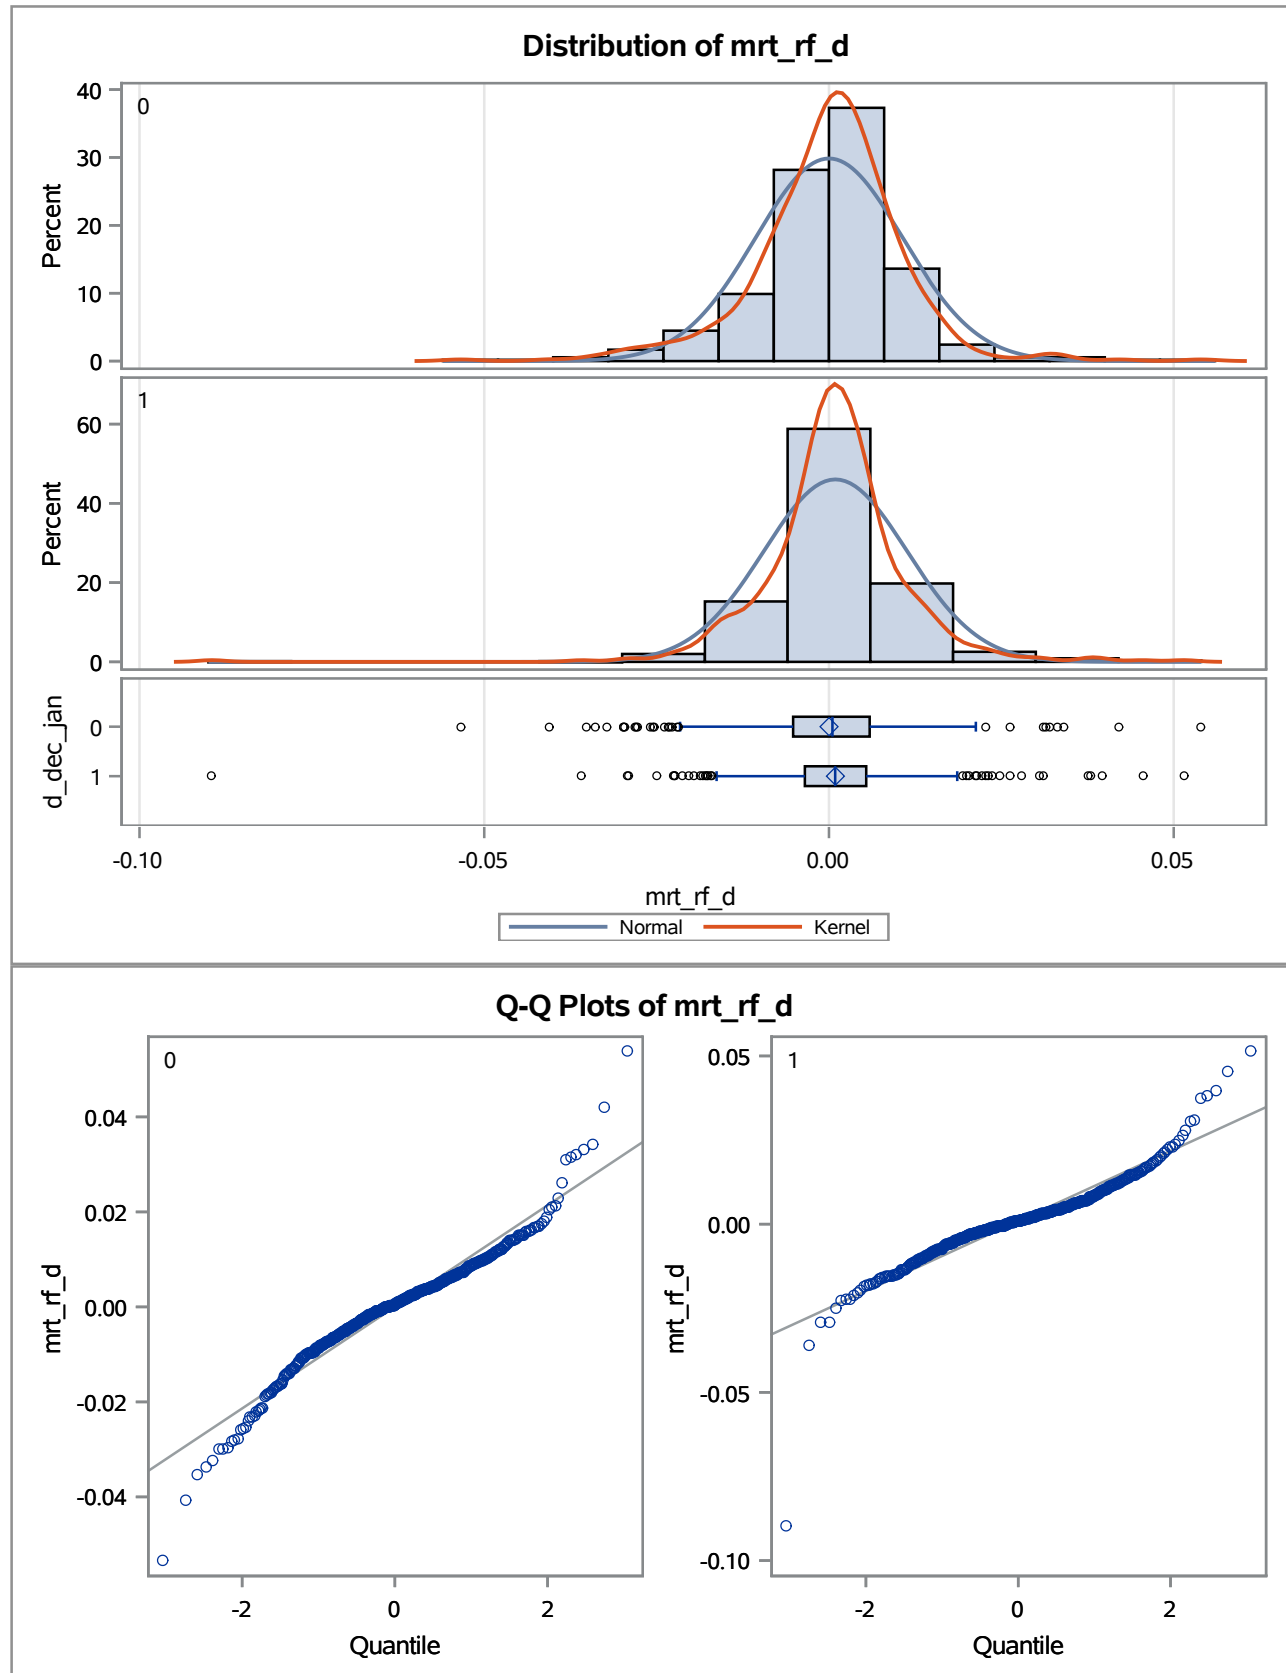 Distribution of mrt_rf_d
0
40
30
20
10
0
Percent
1
60
40
20
0
Percent
d_dec_jan
0
1
-0.10
-0.05
0.00
0.05
mrt_rf_d
Normal
Kernel
Q-Q Plots of mrt_rf_d
0
0.04
0.02
0.00
-0.02
-0.04
mrt_rf_d
-2
0
2
Quantile
1
0.05
0.00
-0.05
-0.10
mrt_rf_d
-2
0
2
Quantile